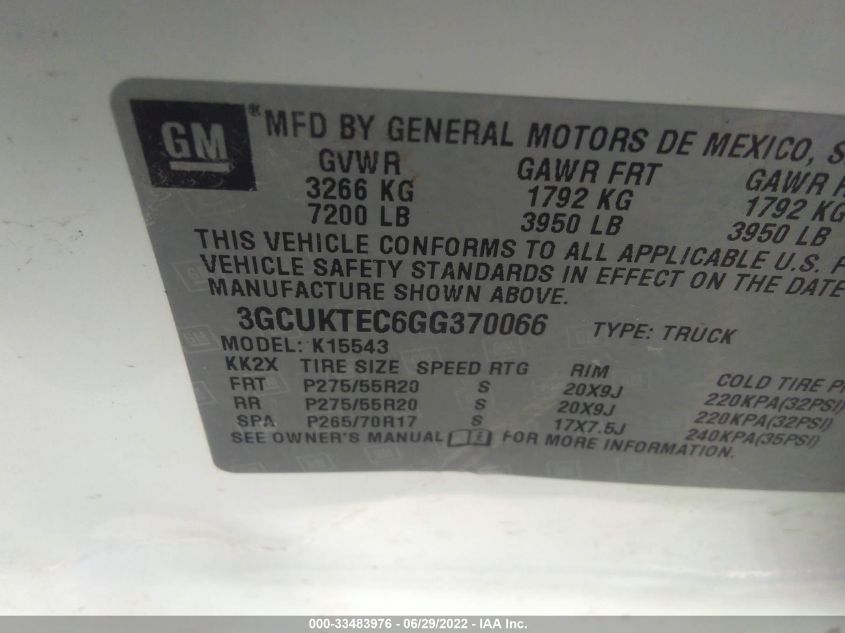 GM
*MFD BY GENERAL MOTORS DE MEXICO, S
GVWR GAWR FRT GAWR
3266 KG 1792 KG 1792 KG
7200 LB 3950 LB 3950 LB
THIS VEHICLE CONFORMS TO ALL APPLICABLE U.S. F
VEHICLE SAFETY STANDARDS IN EFFECT ON THE DATE
MANUFACTURE SHOWN ABOVE.
3GCUKTEC6GG370066 TYPE: TRUCK
MODEL: K15543
KK2X TIRE SIZE SPEED RTG RIM COLD TIRE P
FRT P275/55R20 S 20X9J 220KPA(32PSI)
RR P275/55R20 S 20X9J 220KPA(32PSI)
SPA P265/70R17 S 17X7.5J 240KPA(35PSI)
SEE OWNER'S MANUAL FOR MORE INFORMATION.
000-33483976 - 06/29/2022 - IAA Inc.